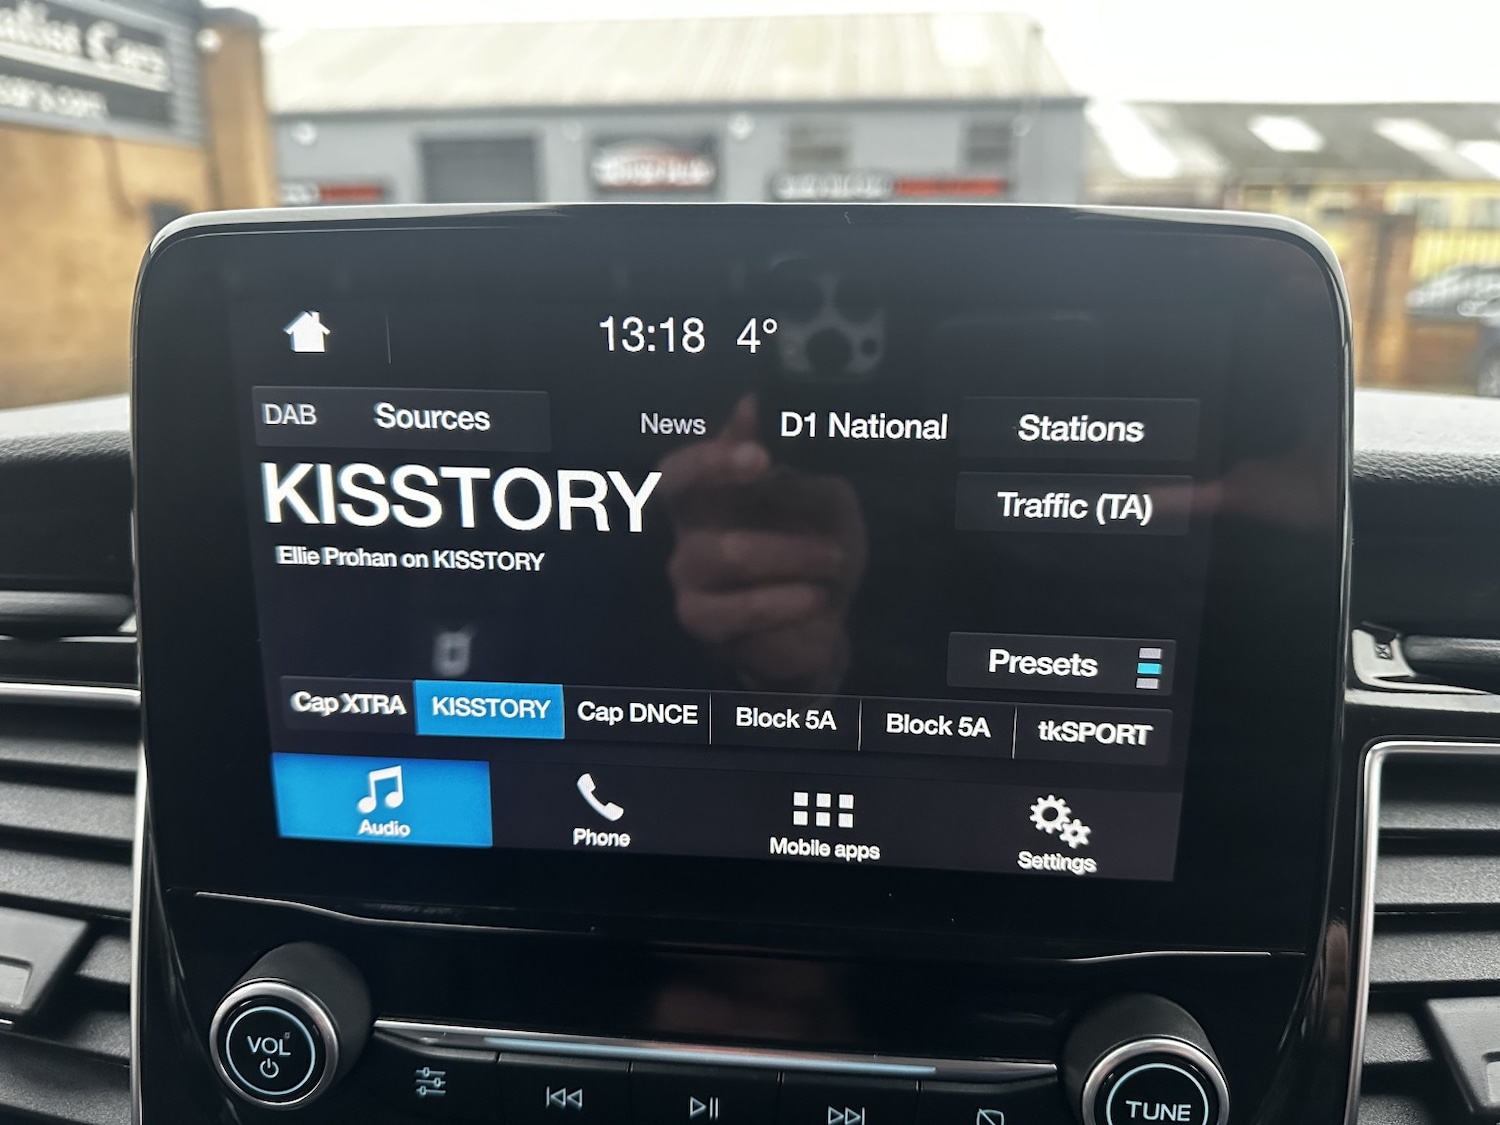 13:18 4°
DAB Sources News D1 National Stations
KISSTORY
Traffic (TA)
Ellie Prohan on KISSTORY
Presets
Cap XTRA KISSTORY Cap DNCE Block 5A Block 5A tkSPORT
Audio Phone Mobile apps Settings
VOL
TUNE